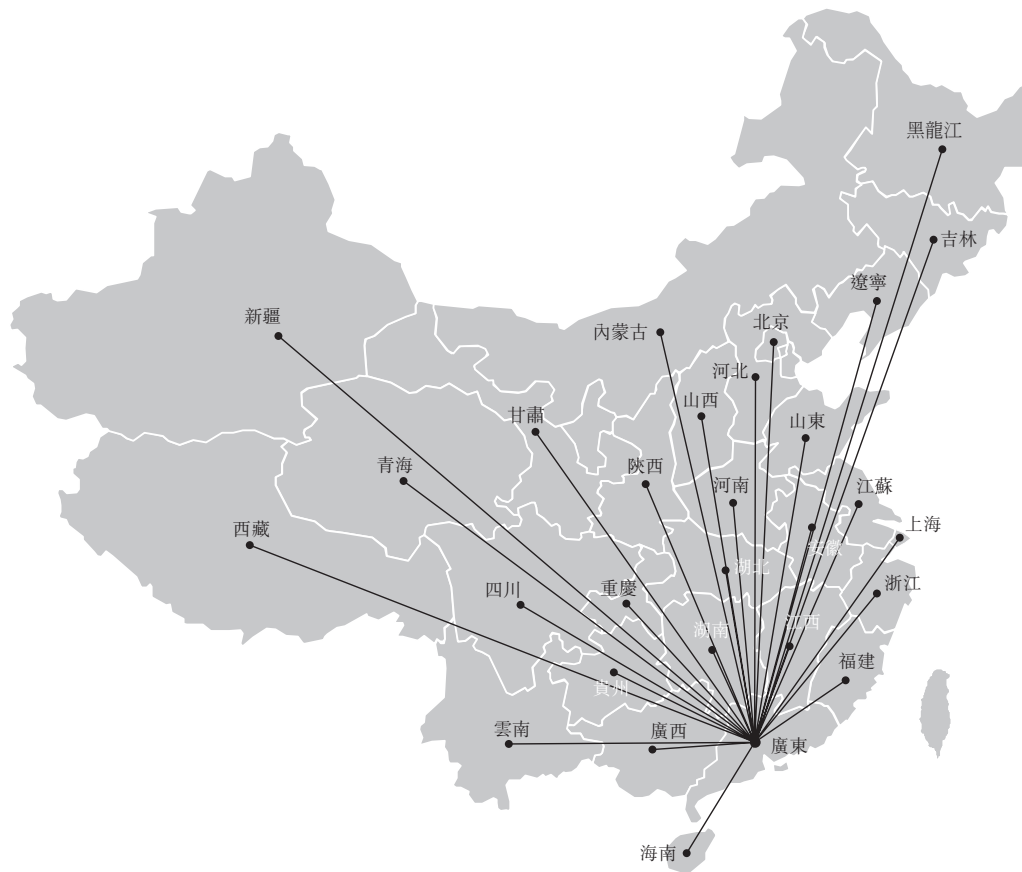 黑龍江
吉林
遼寧
新疆
北京
內蒙古
河北
山西
甘肅
山東
青海
陝西
河南
江蘇
西藏
上海
安徽
湖北
四川
重慶
浙江
湖南
江西
福建
貴州
雲南
廣西
廣東
海南